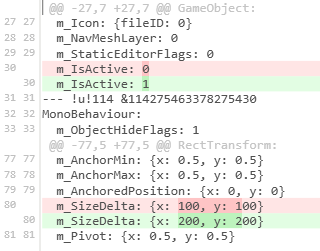 @@ -27,7 +27,7 @@ GameObject:
27 27 m_Icon: {fileID: 0}
28 28 m_NavMeshLayer: 0
29 29 m_StaticEditorFlags: 0
30 m_IsActive: 0
30 m_IsActive: 1
31 31 --- !u!114 &114275463378275430
32 32 MonoBehaviour:
33 33 m_ObjectHideFlags: 1
@@ -77,5 +77,5 @@ RectTransform:
77 77 m_AnchorMin: {x: 0.5, y: 0.5}
78 78 m_AnchorMax: {x: 0.5, y: 0.5}
79 79 m_AnchoredPosition: {x: 0, y: 0}
80 m_SizeDelta: {x: 100, y: 100}
80 m_SizeDelta: {x: 200, y: 200}
81 81 m_Pivot: {x: 0.5, y: 0.5}